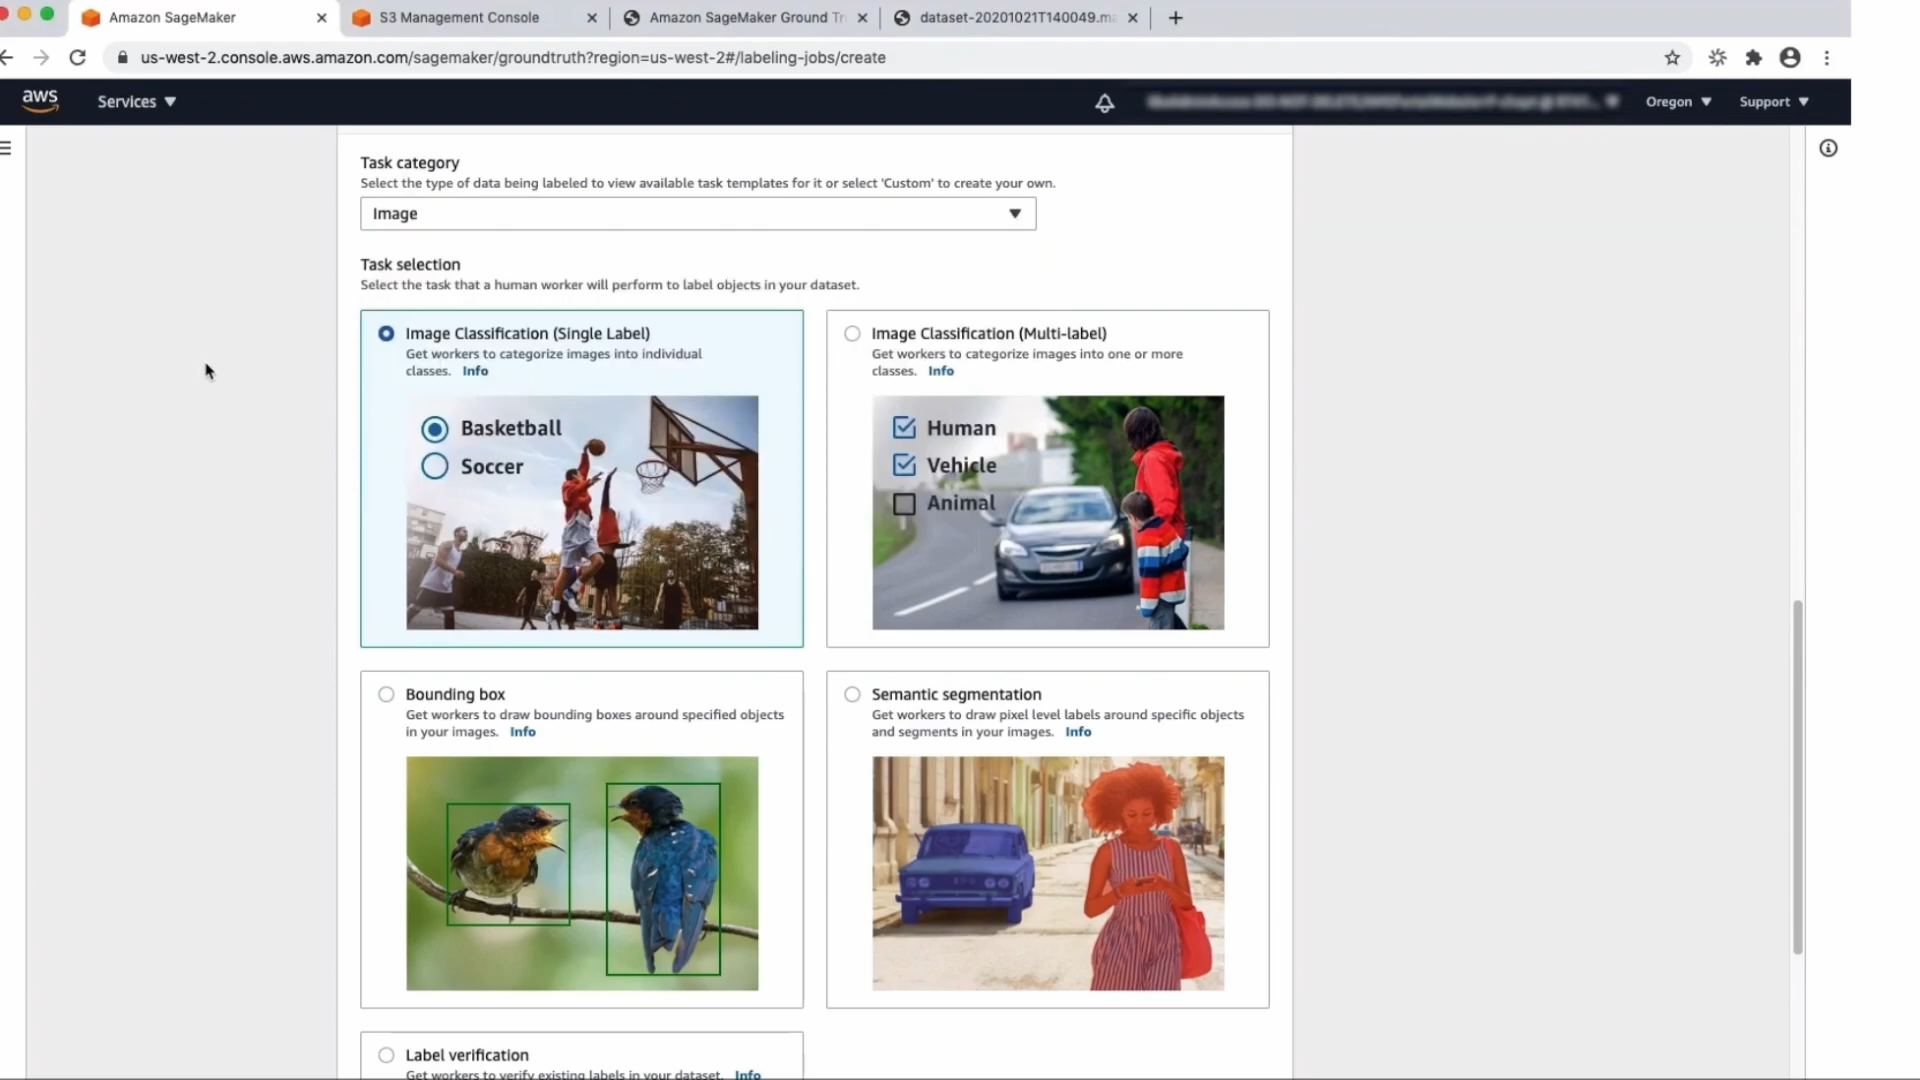 Amazon SageMaker
S3 Management Console
Amazon SageMaker Ground Tr
dataset-20201021T140049.ma
us-west-2.console.aws.amazon.com/sagemaker/groundtruth?region=us-west-2#/labeling-jobs/create
aws
Services
Oregon
Support
Task category
Select the type of data being labeled to view available task templates for it or select 'Custom' to create your own.
Image
Task selection
Select the task that a human worker will perform to label objects in your dataset.
Image Classification (Single Label)
Get workers to categorize images into individual
classes. Info
Basketball
Soccer
Image Classification (Multi-label)
Get workers to categorize images into one or more
classes. Info
Human
Vehicle
Animal
Bounding box
Get workers to draw bounding boxes around specified objects
in your images. Info
Semantic segmentation
Get workers to draw pixel level labels around specific objects
and segments in your images. Info
Label verification
Get workers to verify existing labels in your dataset. Info